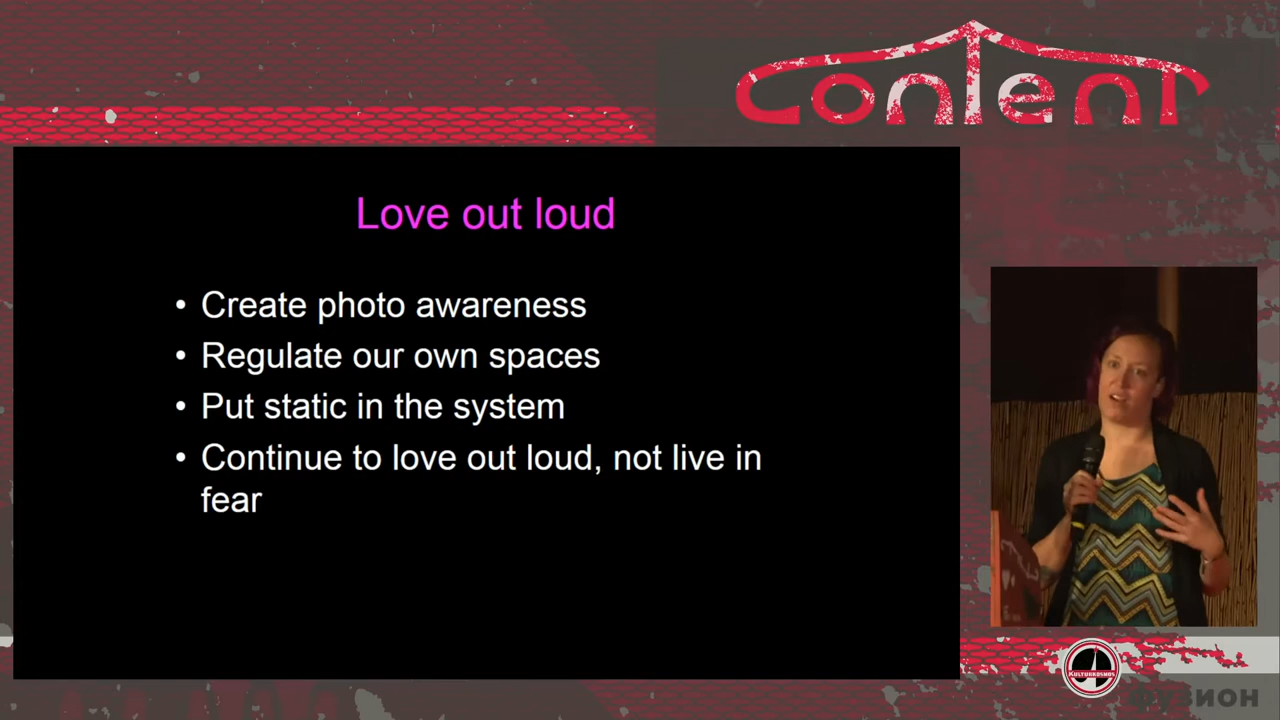 content
Love out loud
• Create photo awareness
• Regulate our own spaces
• Put static in the system
• Continue to love out loud, not live in
fear
KULTURKOSMOS
фузион